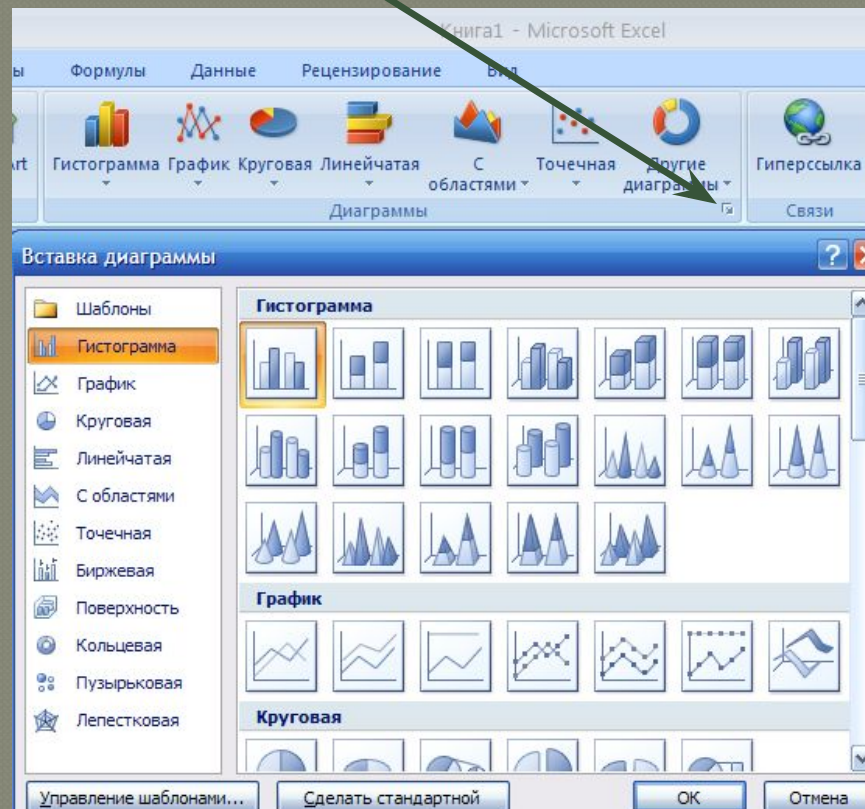 Книга1 - Microsoft Excel
ы Формулы Данные Рецензирование Вид
rt Гистограмма График Круговая Линейчатая С областями Точечная Другие диаграммы Гиперссылка
Диаграммы Связи
Вставка диаграммы ?
Шаблоны
Гистограмма
График
Круговая
Линейчатая
С областями
Точечная
Биржевая
Поверхность
Кольцевая
Пузырьковая
Лепестковая
Гистограмма
График
Круговая
Управление шаблонами... Сделать стандартной ОК Отмена